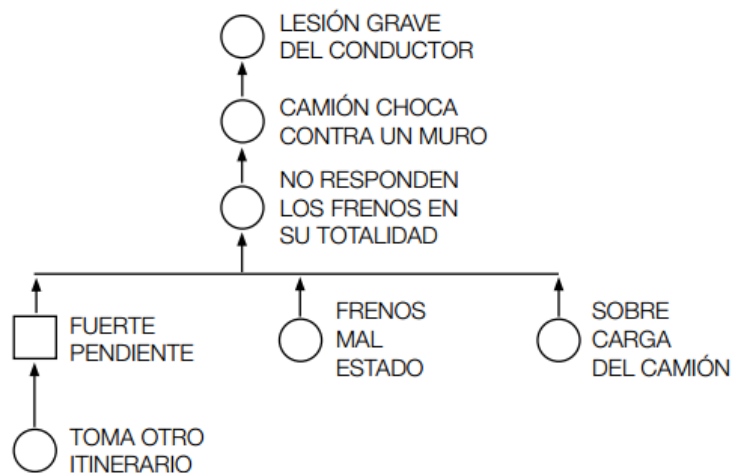 LESIÓN GRAVE
DEL CONDUCTOR
CAMIÓN CHOCA
CONTRA UN MURO
NO RESPONDEN
LOS FRENOS EN
SU TOTALIDAD
FUERTE
PENDIENTE
FRENOS
MAL
ESTADO
SOBRE
CARGA
DEL CAMIÓN
TOMA OTRO
ITINERARIO